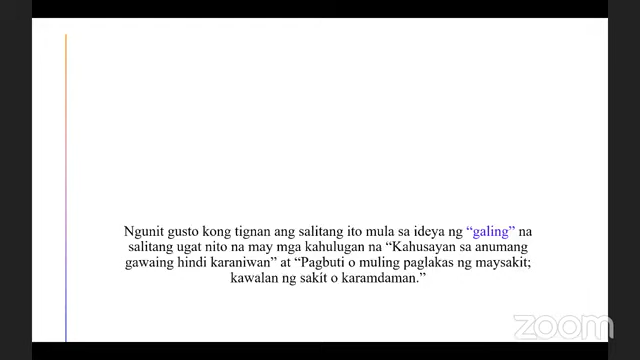 Ngunit gusto kong tignan ang salitang ito mula sa ideya ng “galing” na
salitang ugat nito na may mga kahulugan na “Kahusayan sa anumang
gawaing hindi karaniwan” at “Pagbuti o muling paglakas ng maysakit;
kawalan ng sakit o karamdaman.”
zoom